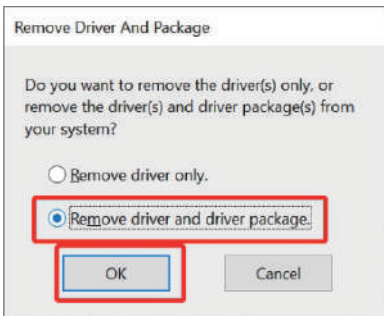 Remove Driver And Package
Do you want to remove the driver(s) only, or
remove the driver(s) and driver package(s) from
your system?
Remove driver only.
Remove driver and driver package.
OK Cancel